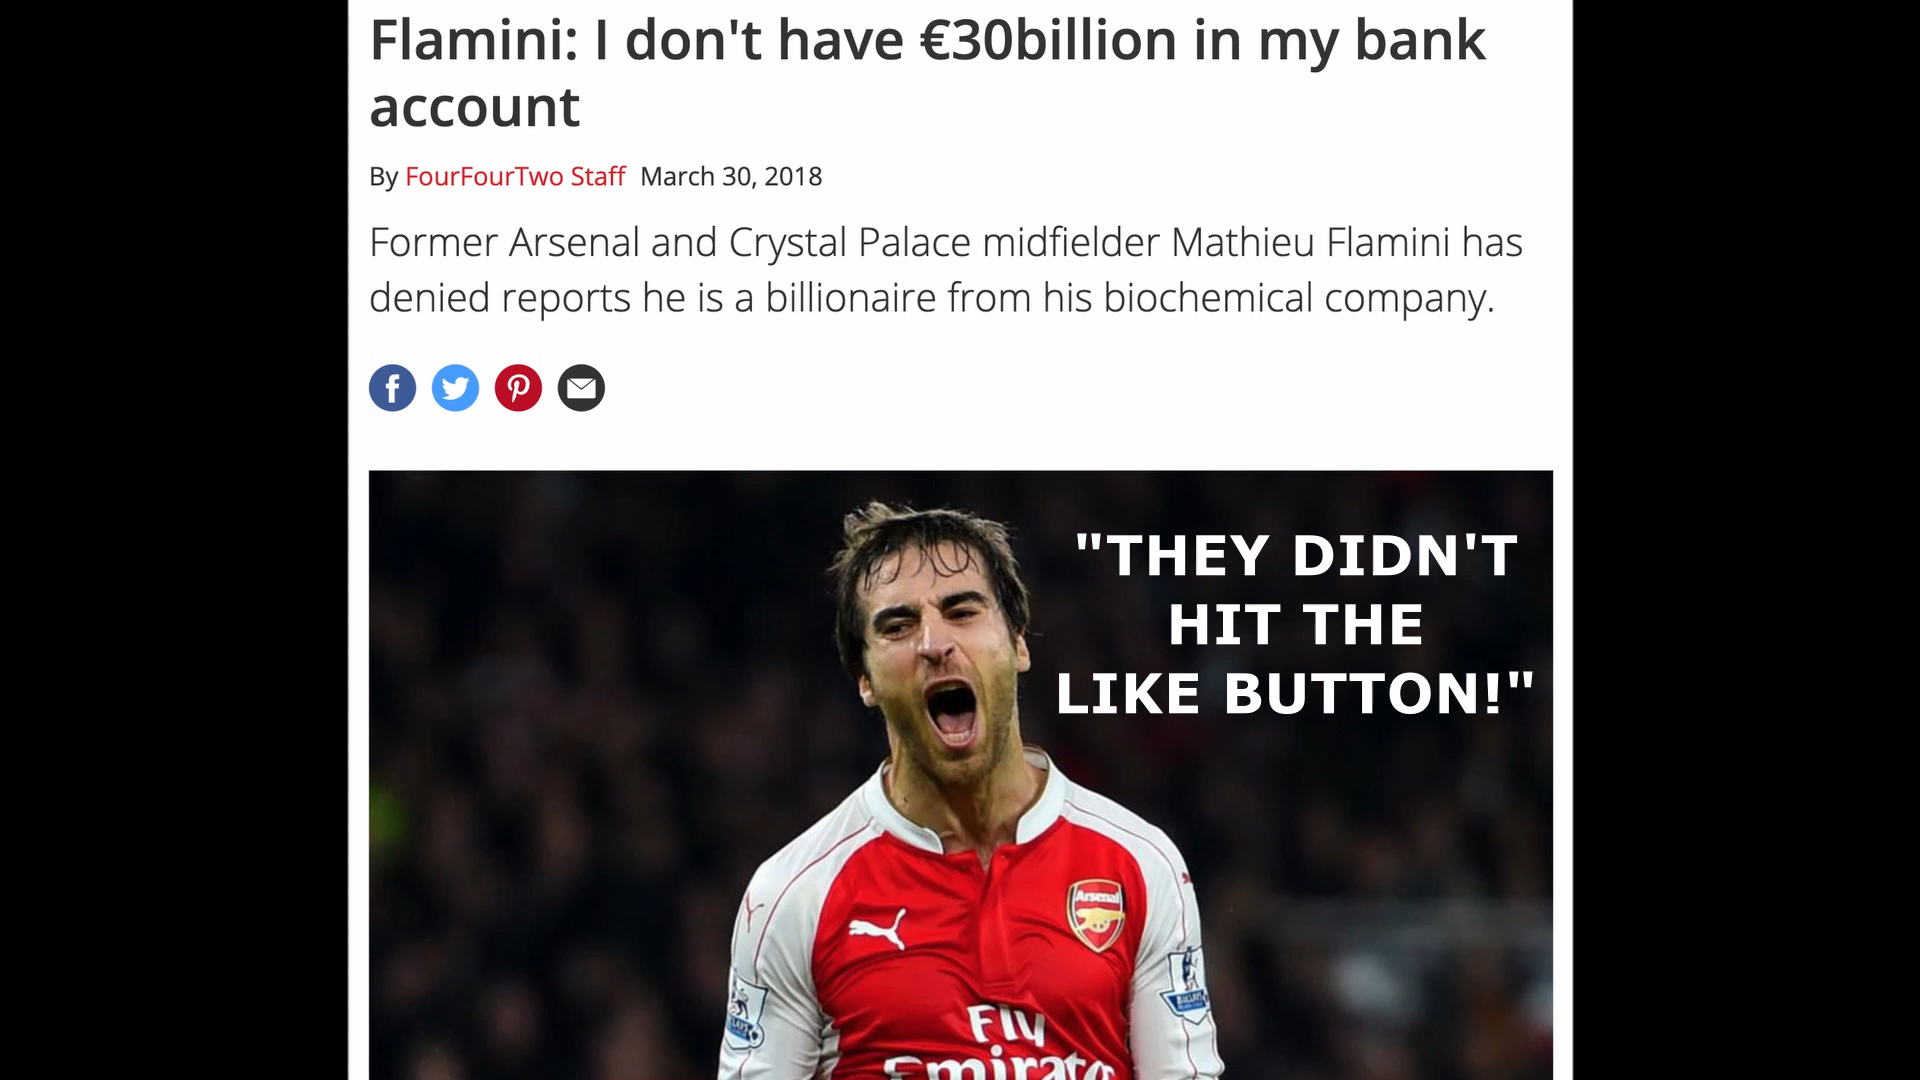 Flamini: I don't have €30billion in my bank
account
By FourFourTwo Staff March 30, 2018
Former Arsenal and Crystal Palace midfielder Mathieu Flamini has
denied reports he is a billionaire from his biochemical company.
"THEY DIDN'T
HIT THE
LIKE BUTTON!"
Arsenal
Fly
Emirates